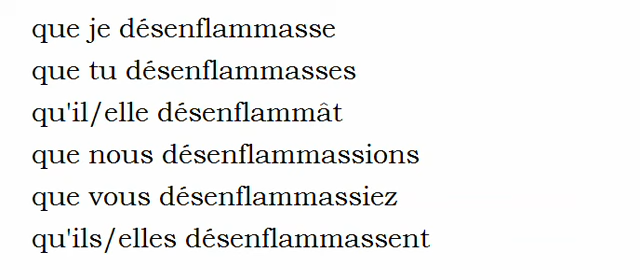 que je désenflammasse
que tu désenflammasses
qu'il/elle désenflammât
que nous désenflammassions
que vous désenflammassiez
qu'ils/elles désenflammassent